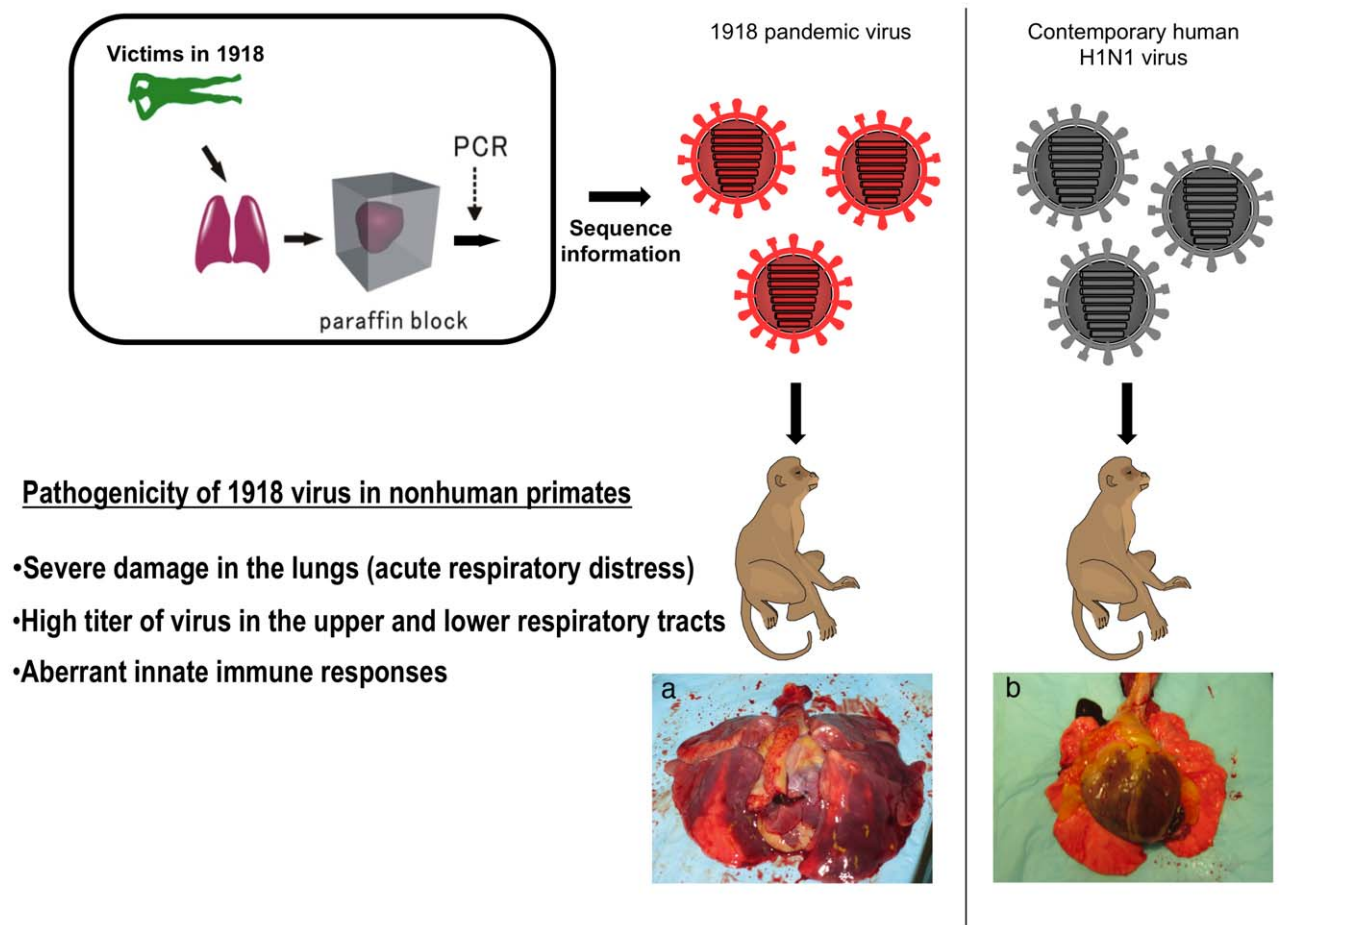 Victims in 1918
PCR
paraffin block
Sequence
information
1918 pandemic virus
Contemporary human
H1N1 virus
Pathogenicity of 1918 virus in nonhuman primates
•Severe damage in the lungs (acute respiratory distress)
•High titer of virus in the upper and lower respiratory tracts
•Aberrant innate immune responses
a
b